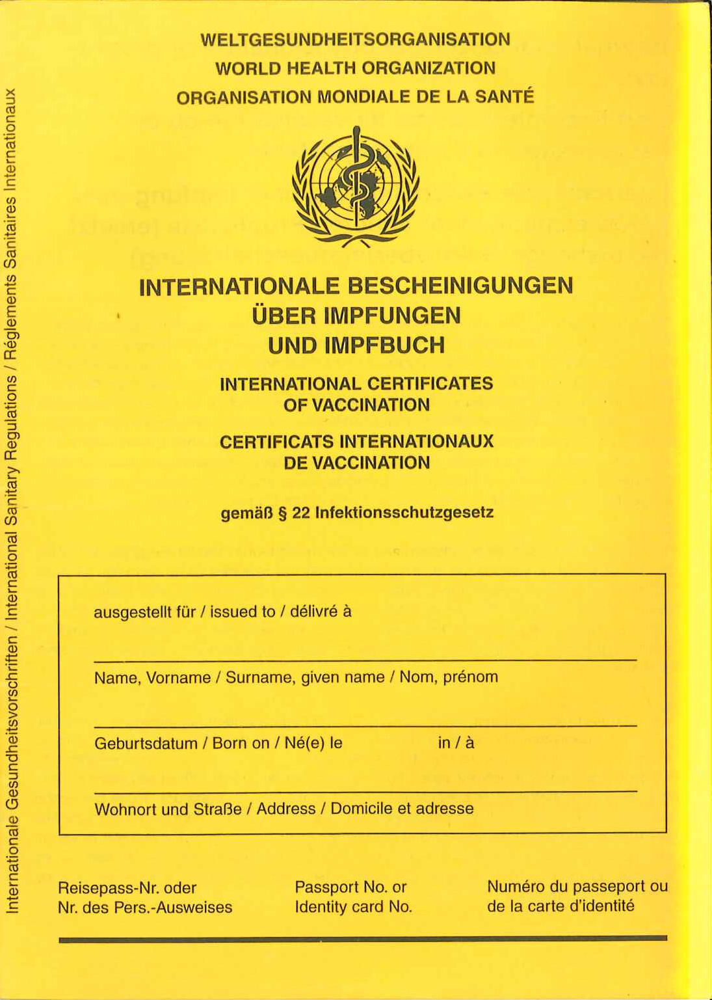 WELTGESUNDHEITSORGANISATION
WORLD HEALTH ORGANIZATION
ORGANISATION MONDIALE DE LA SANTÉ
INTERNATIONALE BESCHEINIGUNGEN
ÜBER IMPFUNGEN
UND IMPFBUCH
INTERNATIONAL CERTIFICATES
OF VACCINATION
CERTIFICATS INTERNATIONAUX
DE VACCINATION
gemäß § 22 Infektionsschutzgesetz
ausgestellt für / issued to / délivré à
Name, Vorname / Surname, given name / Nom, prénom
Geburtsdatum / Born on / Né(e) le in / à
Wohnort und Straße / Address / Domicile et adresse
Reisepass-Nr. oder
Nr. des Pers.-Ausweises
Passport No. or
Identity card No.
Numéro du passeport ou
de la carte d'identité
Internationale Gesundheitsvorschriften / International Sanitary Regulations / Réglements Sanitaires Internationaux